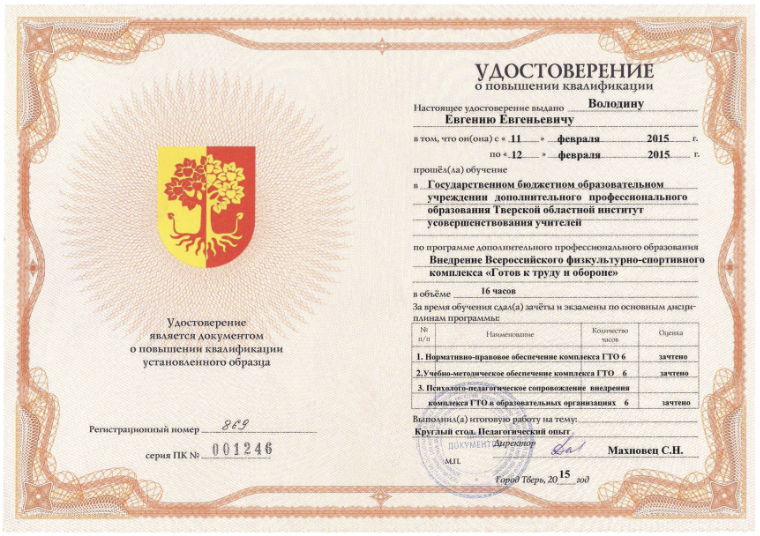 Удостоверение
является документом
о повышении квалификации
установленного образца
Регистрационный номер 869
серия ПК № 001246
УДОСТОВЕРЕНИЕ
о повышении квалификации
Настоящее удостоверение выдано Володину
Евгению Евгеньевичу
в том, что он(она) с « 11 » февраля 2015 г.
по « 12 » февраля 2015 г.
прошёл(ла) обучение
в Государственном бюджетном образовательном
учреждении дополнительного профессионального
образования Тверской областной институт
усовершенствования учителей
по программе дополнительного профессионального образования
Внедрение Всероссийского физкультурно-спортивного
комплекса «Готов к труду и обороне»
в объёме 16 часов
За время обучения сдал(а) зачёты и экзамены по основным дисци-
плинам программы:
№ п/п Наименование Количество часов Оценка
1. Нормативно-правовое обеспечение комплекса ГТО 6 зачтено
2.Учебно-методическое обеспечение комплекса ГТО 6 зачтено
3. Психолого-педагогическое сопровождение внедрения
комплекса ГТО в образовательных организациях 6 зачтено
Выполнил(а) итоговую работу на тему:
Круглый стол. Педагогический опыт.
Директор
ДОКУМЕНТОВ
Махновец С.Н.
М.П.
Город Тверь, 2015 год